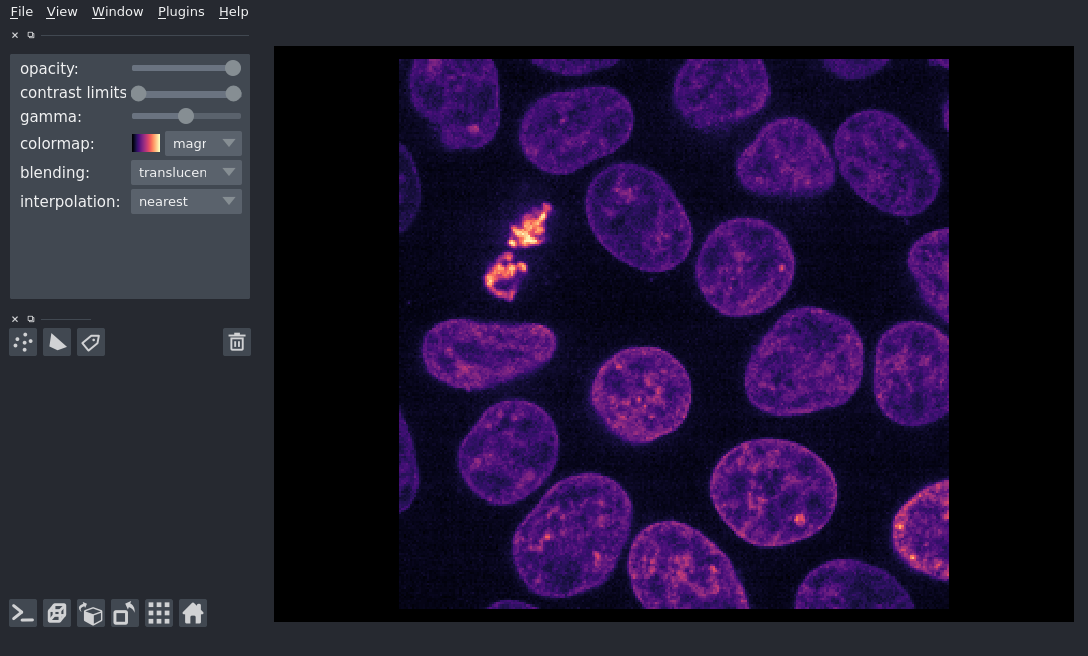 File View Window Plugins Help
opacity:
contrast limits
gamma:
colormap: magr
blending: translucen
interpolation: nearest